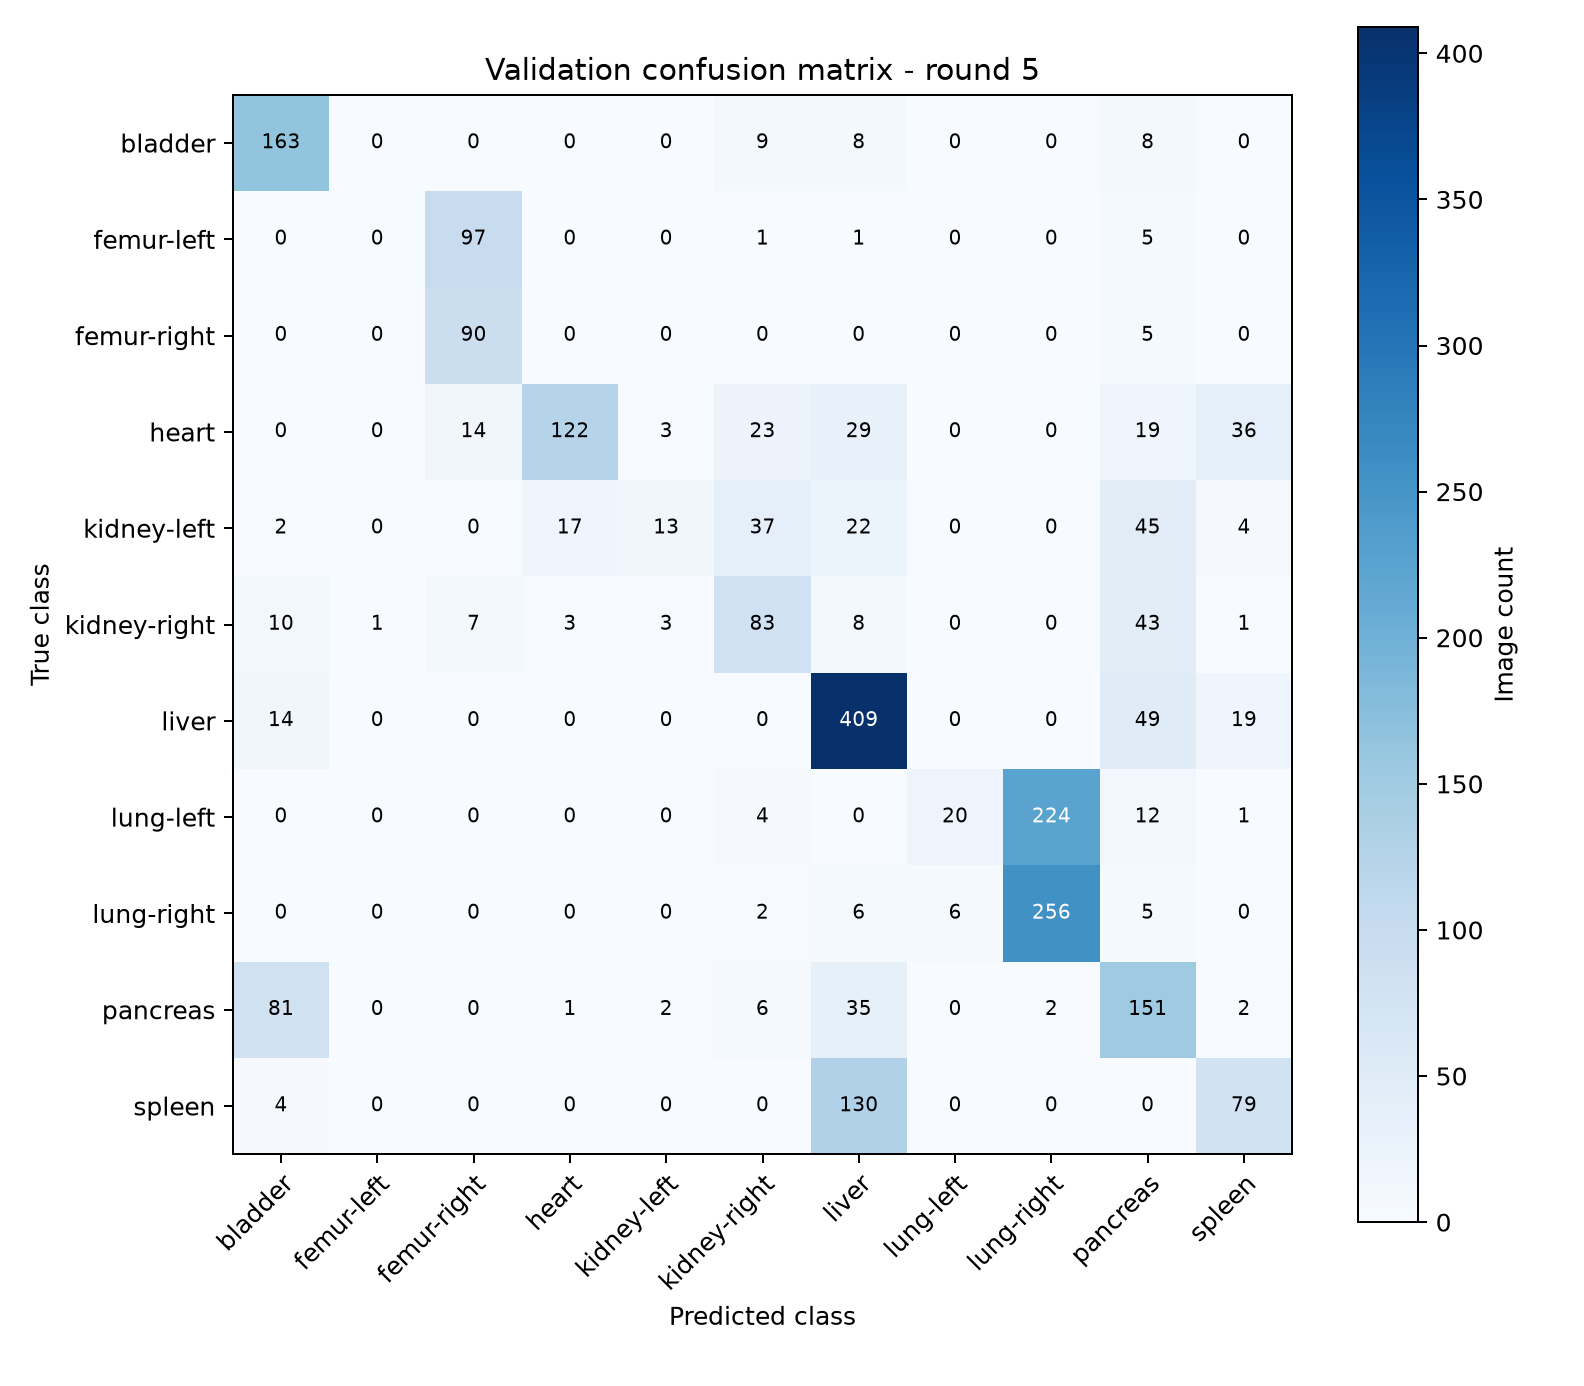 Validation confusion matrix - round 5
bladder 163 0 0 0 0 9 8 0 0 8 0
femur-left 0 0 97 0 0 1 1 0 0 5 0
femur-right 0 0 90 0 0 0 0 0 0 5 0
heart 0 0 14 122 3 23 29 0 0 19 36
kidney-left 2 0 0 17 13 37 22 0 0 45 4
kidney-right 10 1 7 3 3 83 8 0 0 43 1
liver 14 0 0 0 0 0 409 0 0 49 19
lung-left 0 0 0 0 0 4 0 20 224 12 1
lung-right 0 0 0 0 0 2 6 6 256 5 0
pancreas 81 0 0 1 2 6 35 0 2 151 2
spleen 4 0 0 0 0 0 130 0 0 0 79
bladder femur-left femur-right heart kidney-left kidney-right liver lung-left lung-right pancreas spleen
Predicted class
True class
400
350
300
250
200
150
100
50
0
Image count